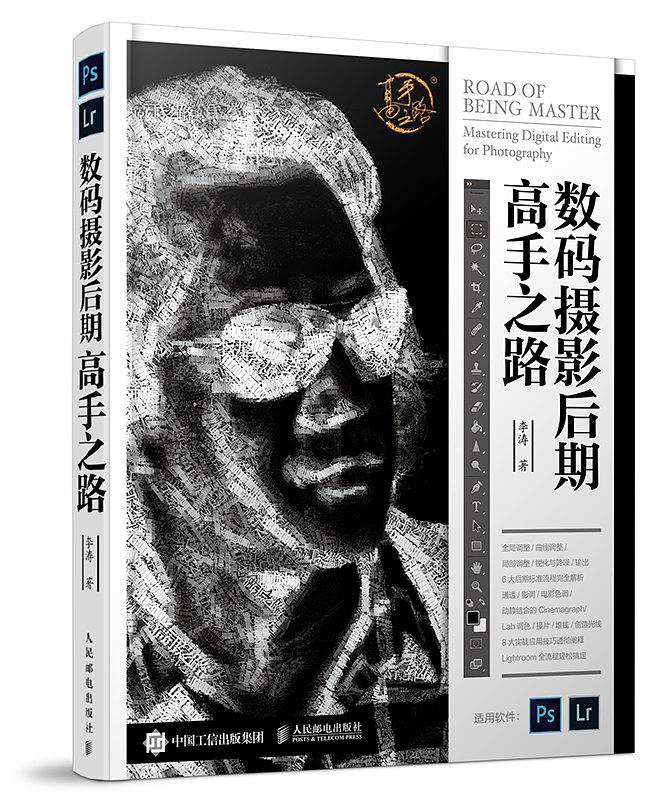 Ps
Lr
数码摄影后期 高手之路
李涛 著
人民邮电出版社
高手之路
®
ROAD OF
BEING MASTER
Mastering Digital Editing
for Photography
数码摄影后期
高手之路
李涛 著
全局调整 / 曲线调整 /
局部调整 / 锐化与降噪 / 输出
6 大后期标准流程完全解析
通透 / 影调 / 电影色调 /
动静结合的 Cinemagraph/
Lab 调色 / 接片 / 堆栈 / 创造光线
8 大实战应用技巧透彻阐释
Lightroom 全流程轻松搞定
适用软件：
Ps
Lr
中国工信出版集团
人民邮电出版社
POSTS & TELECOM PRESS